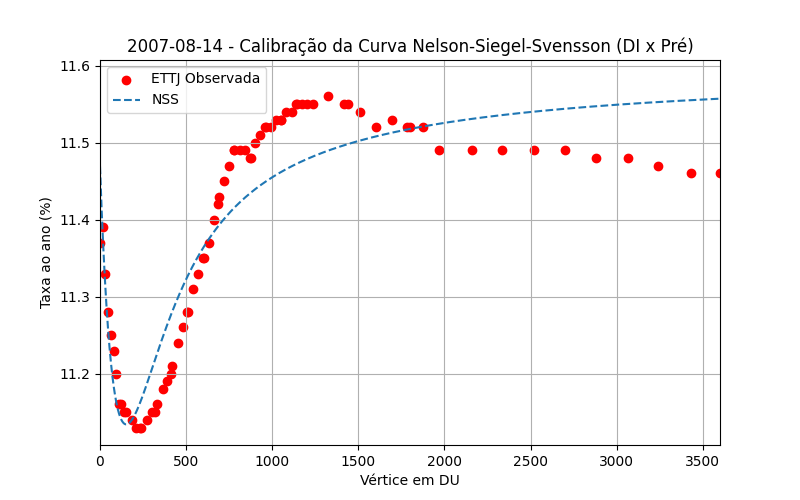 2007-08-14 - Calibração da Curva Nelson-Siegel-Svensson (DI x Pré)
ETTJ Observada
NSS
Taxa ao ano (%)
11.6
11.5
11.4
11.3
11.2
0 500 1000 1500 2000 2500 3000 3500
Vértice em DU